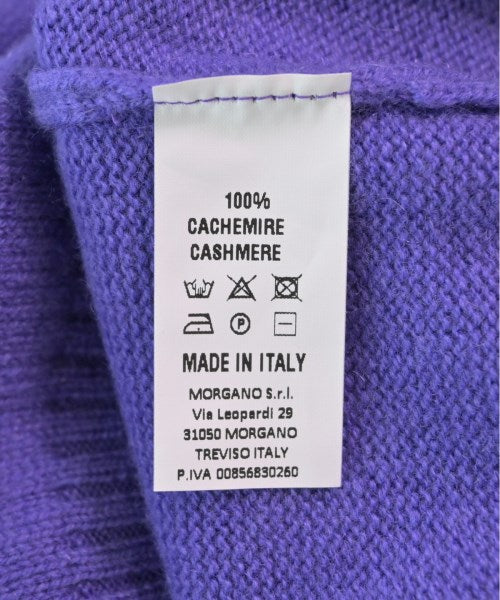 100%
CACHEMIRE
CASHMERE
P
MADE IN ITALY
MORGANO S.r.l.
Via Leopardi 29
31050 MORGANO
TREVISO ITALY
P.IVA 00856830260